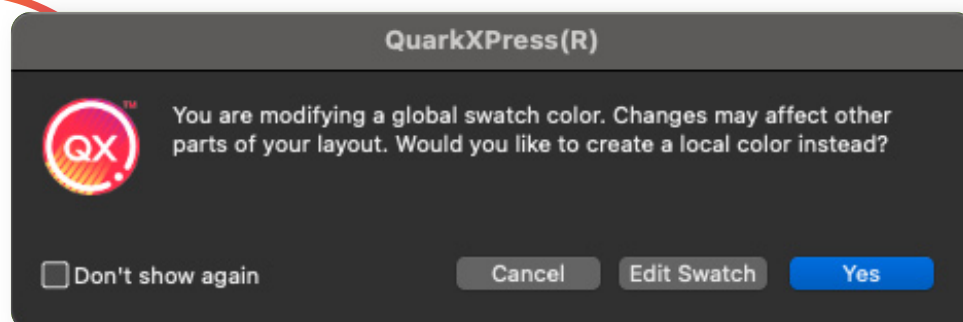 QuarkXPress(R)
QX
TM
You are modifying a global swatch color. Changes may affect other
parts of your layout. Would you like to create a local color instead?
Don't show again
Cancel
Edit Swatch
Yes